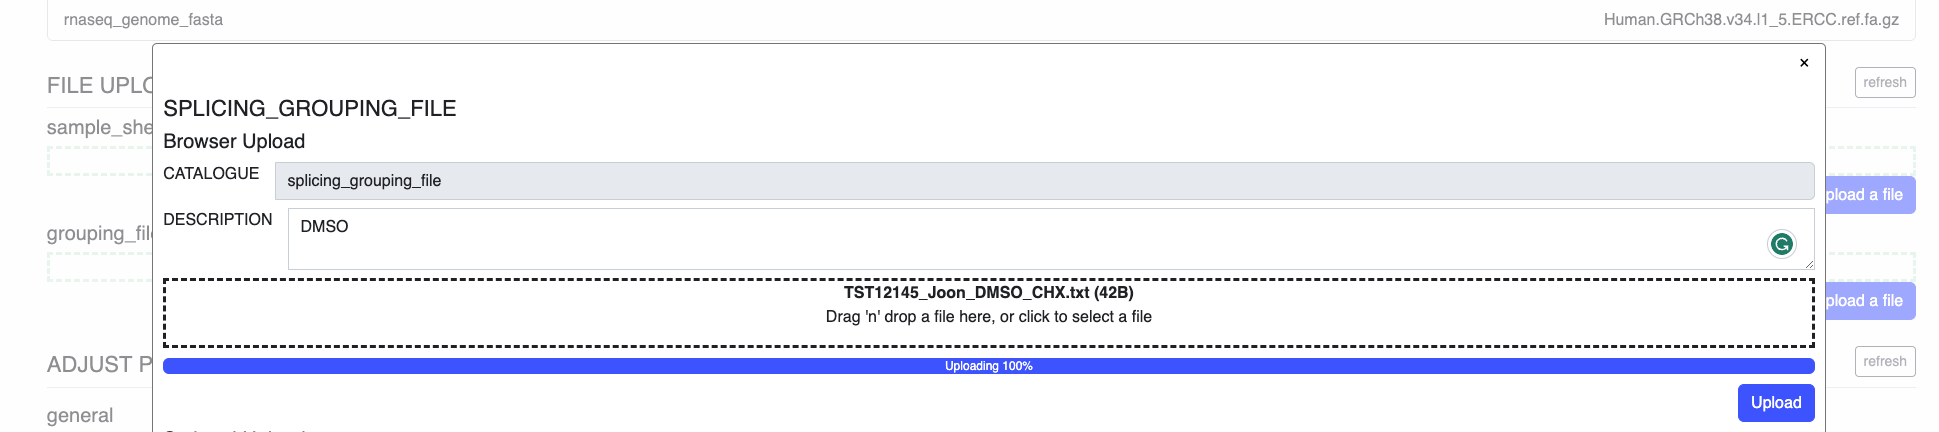 rnaseq_genome_fasta Human.GRCh38.v34.l1_5.ERCC.ref.fa.gz
×
FILE UPLO refresh
SPLICING_GROUPING_FILE
sample_she
Browser Upload
CATALOGUE splicing_grouping_file
pload a file
DESCRIPTION DMSO
grouping_fil
TST12145_Joon_DMSO_CHX.txt (42B)
pload a file
Drag 'n' drop a file here, or click to select a file
ADJUST P refresh
Uploading 100%
Upload
general